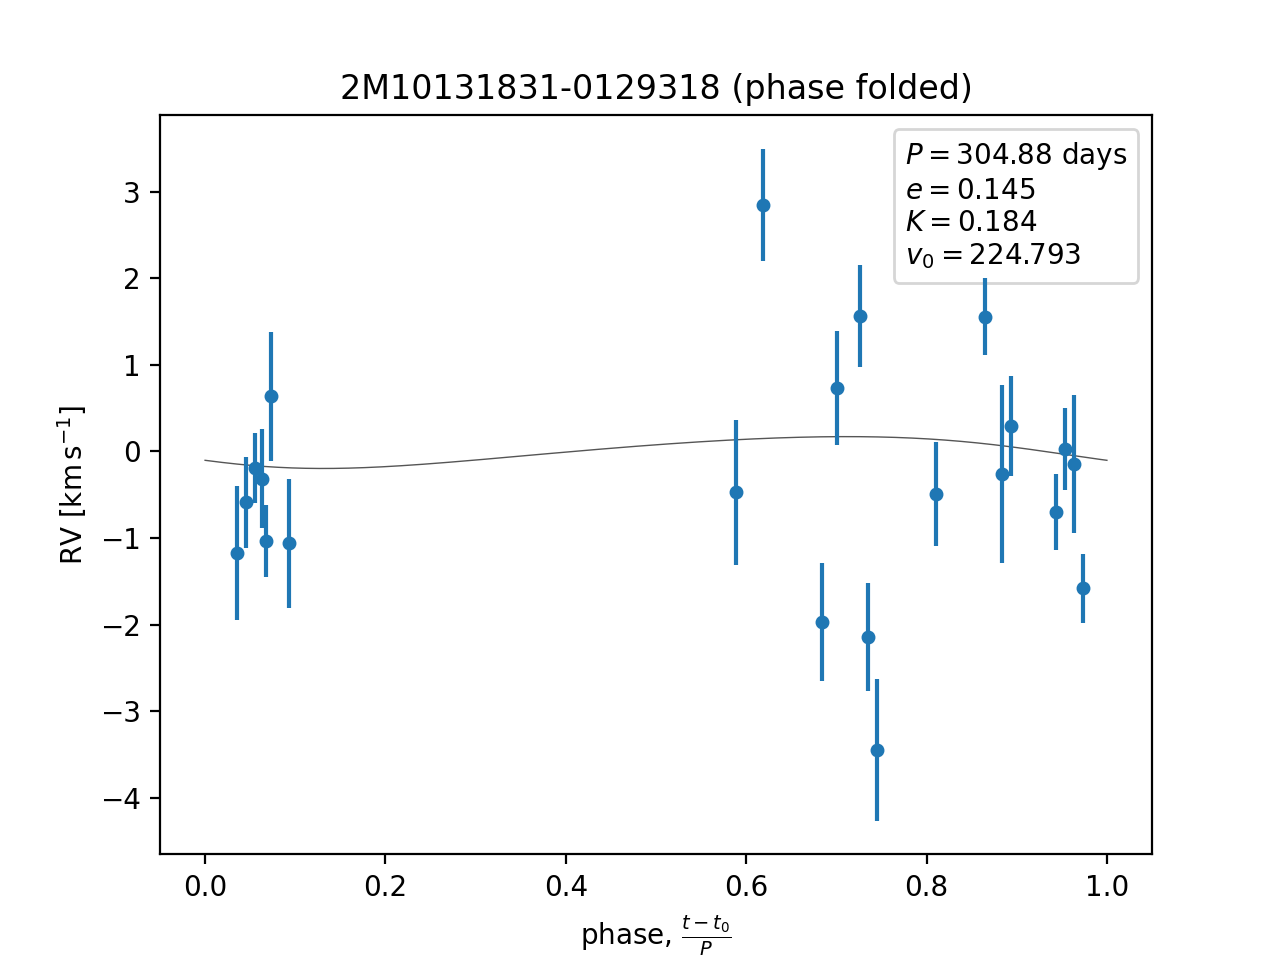 2M10131831-0129318 (phase folded)
P = 304.88 days
e = 0.145
K = 0.184
v₀ = 224.793
3
2
1
0
−1
−2
−3
−4
RV [km s⁻¹]
0.0 0.2 0.4 0.6 0.8 1.0
phase, (t − t₀)/P